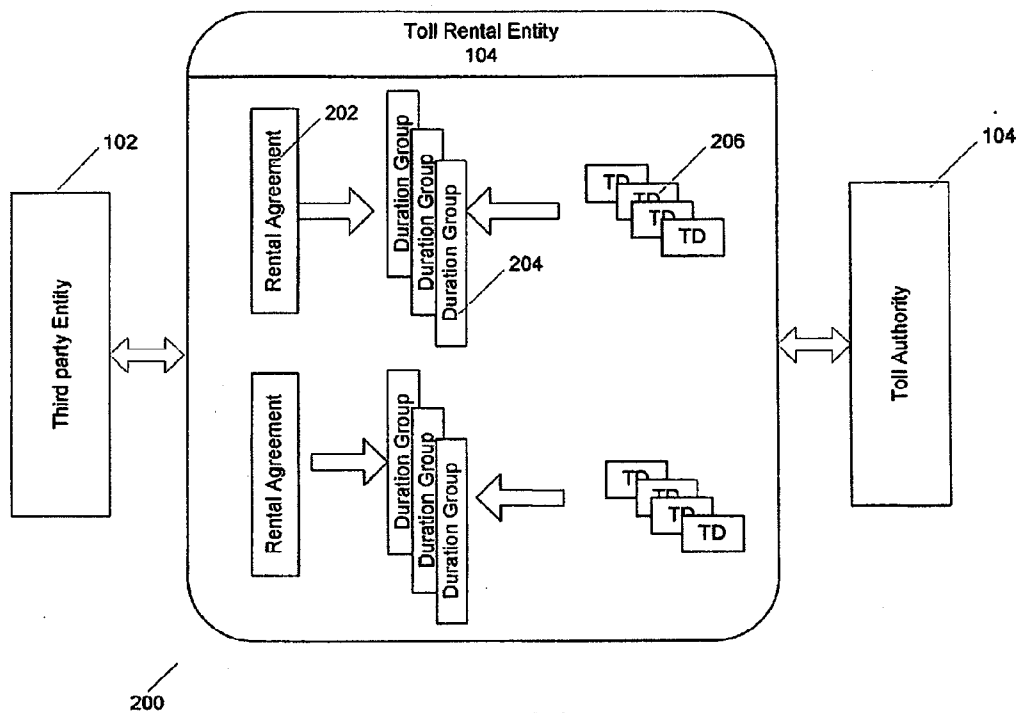 Toll Rental Entity
104
102
Third party Entity
202
Rental Agreement
Duration Group
Duration Group
Duration Group
204
TD
TD
TD
TD
206
104
Toll Authority
Rental Agreement
Duration Group
Duration Group
Duration Group
TD
TD
TD
TD
200